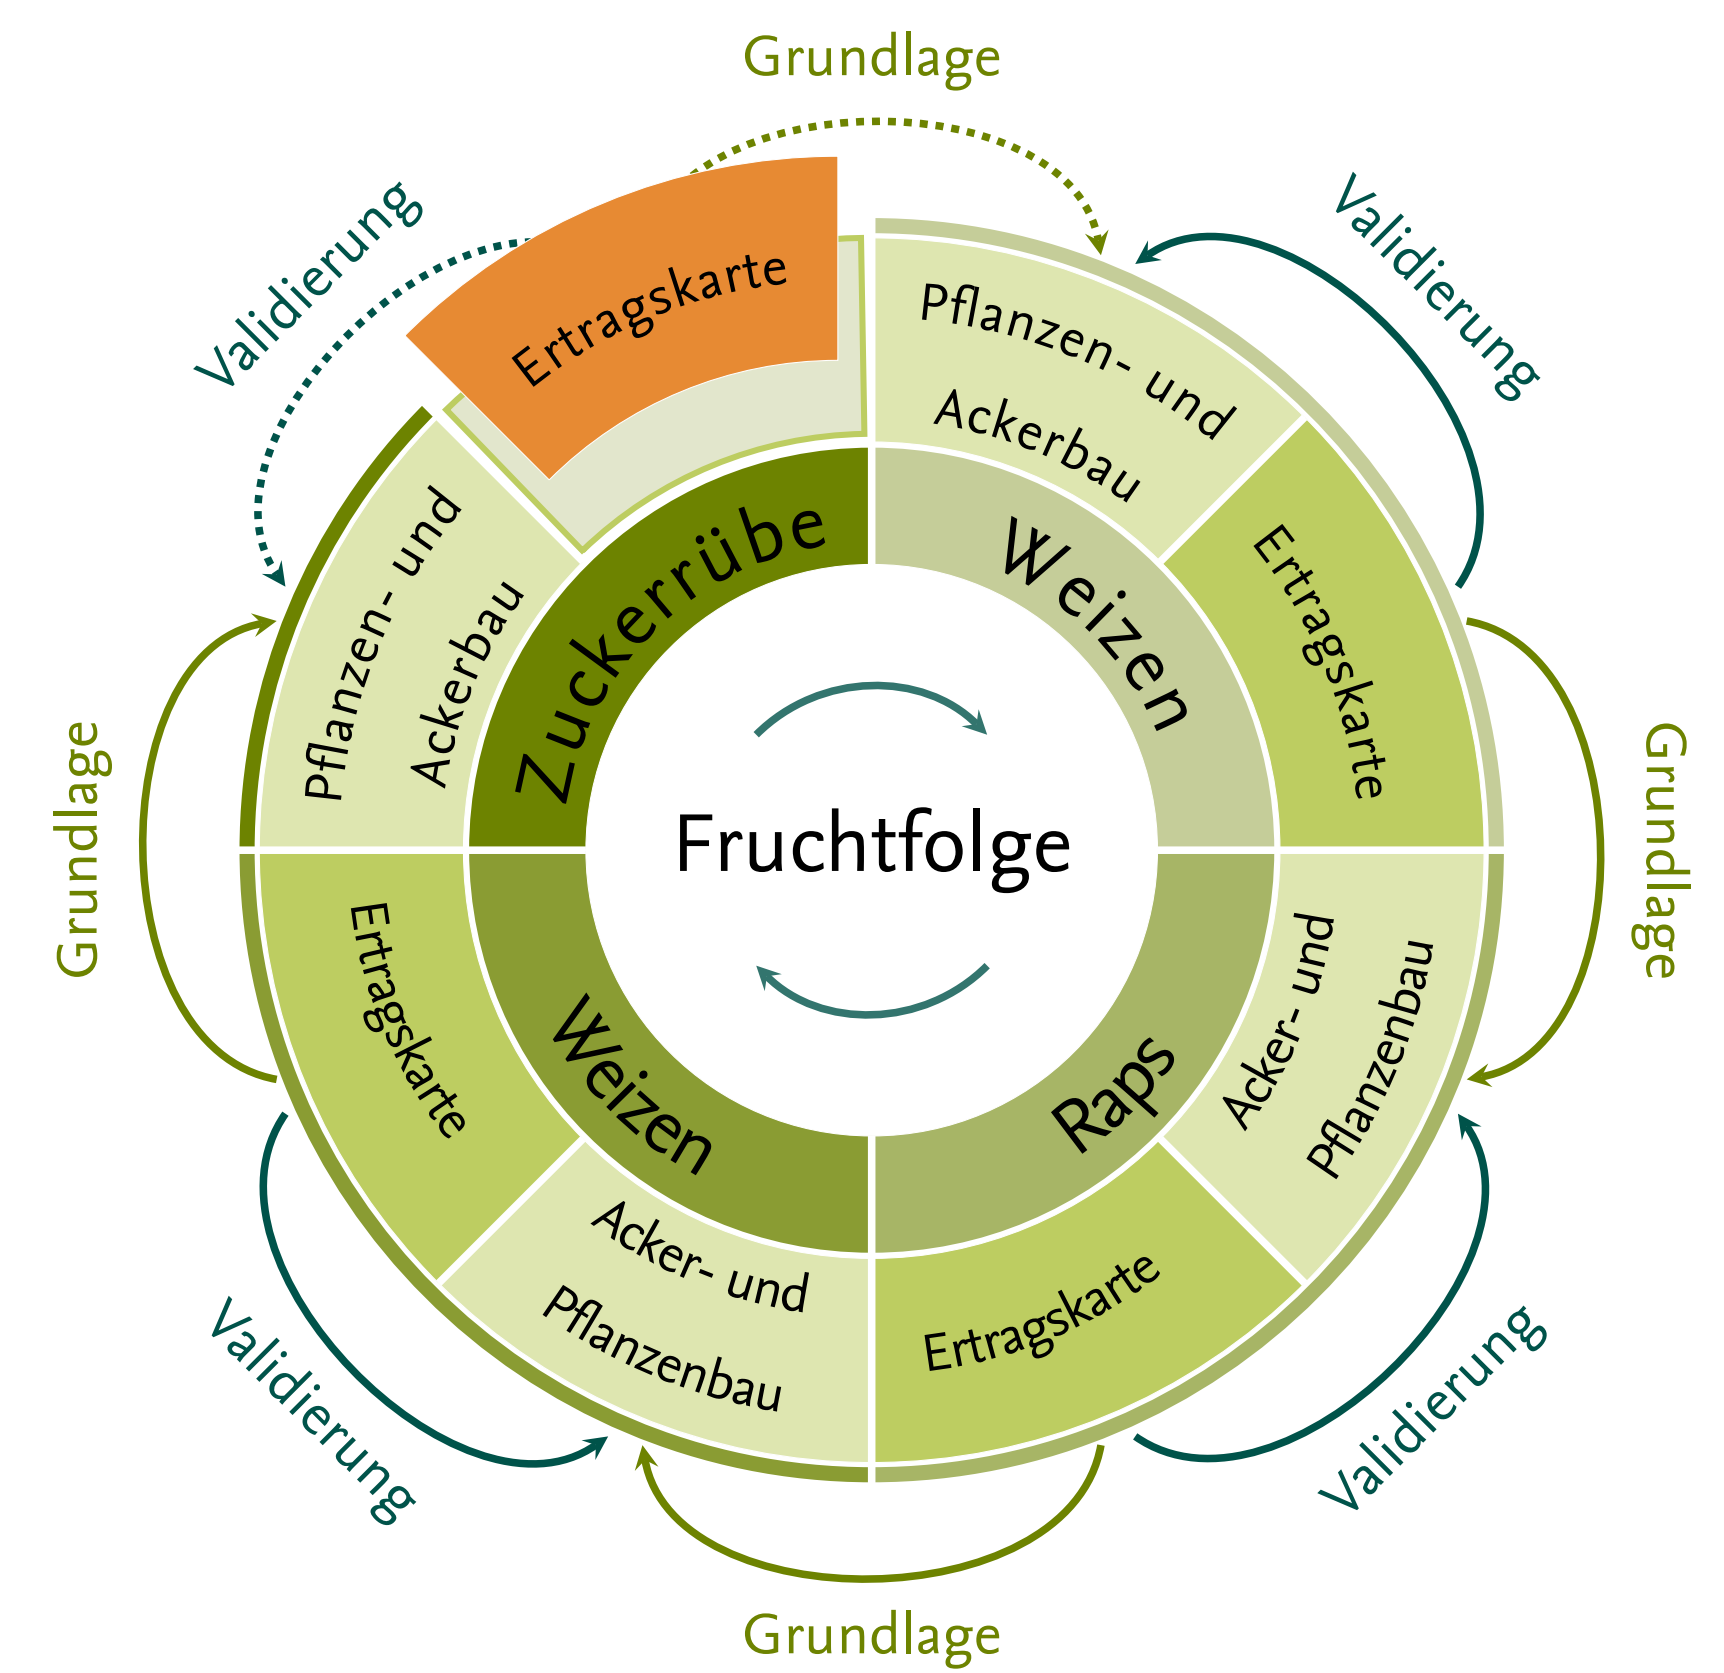 Grundlage
Validierung
Validierung
Ertragskarte
Pflanzen- und
Ackerbau
Pflanzen- und
Ackerbau
Zuckerrübe
Weizen
Ertragskarte
Grundlage
Fruchtfolge
Grundlage
Ertragskarte
Weizen
Raps
Acker- und
Pflanzenbau
Acker- und
Pflanzenbau
Ertragskarte
Validierung
Validierung
Grundlage